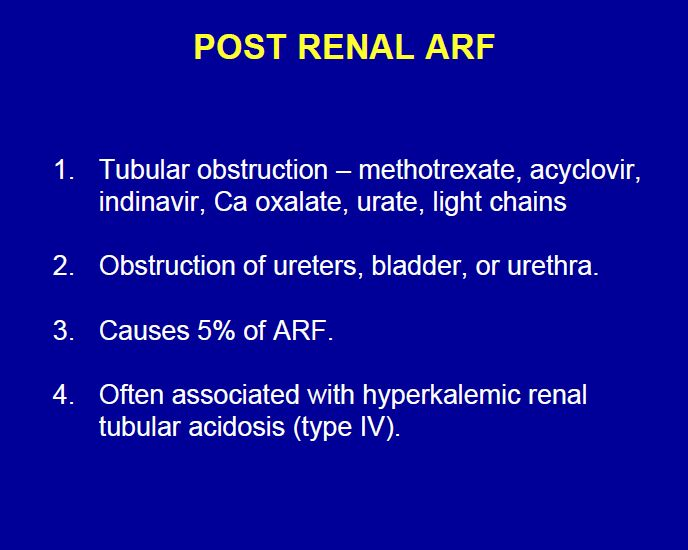 POST RENAL ARF
1. Tubular obstruction – methotrexate, acyclovir,
indinavir, Ca oxalate, urate, light chains
2. Obstruction of ureters, bladder, or urethra.
3. Causes 5% of ARF.
4. Often associated with hyperkalemic renal
tubular acidosis (type IV).